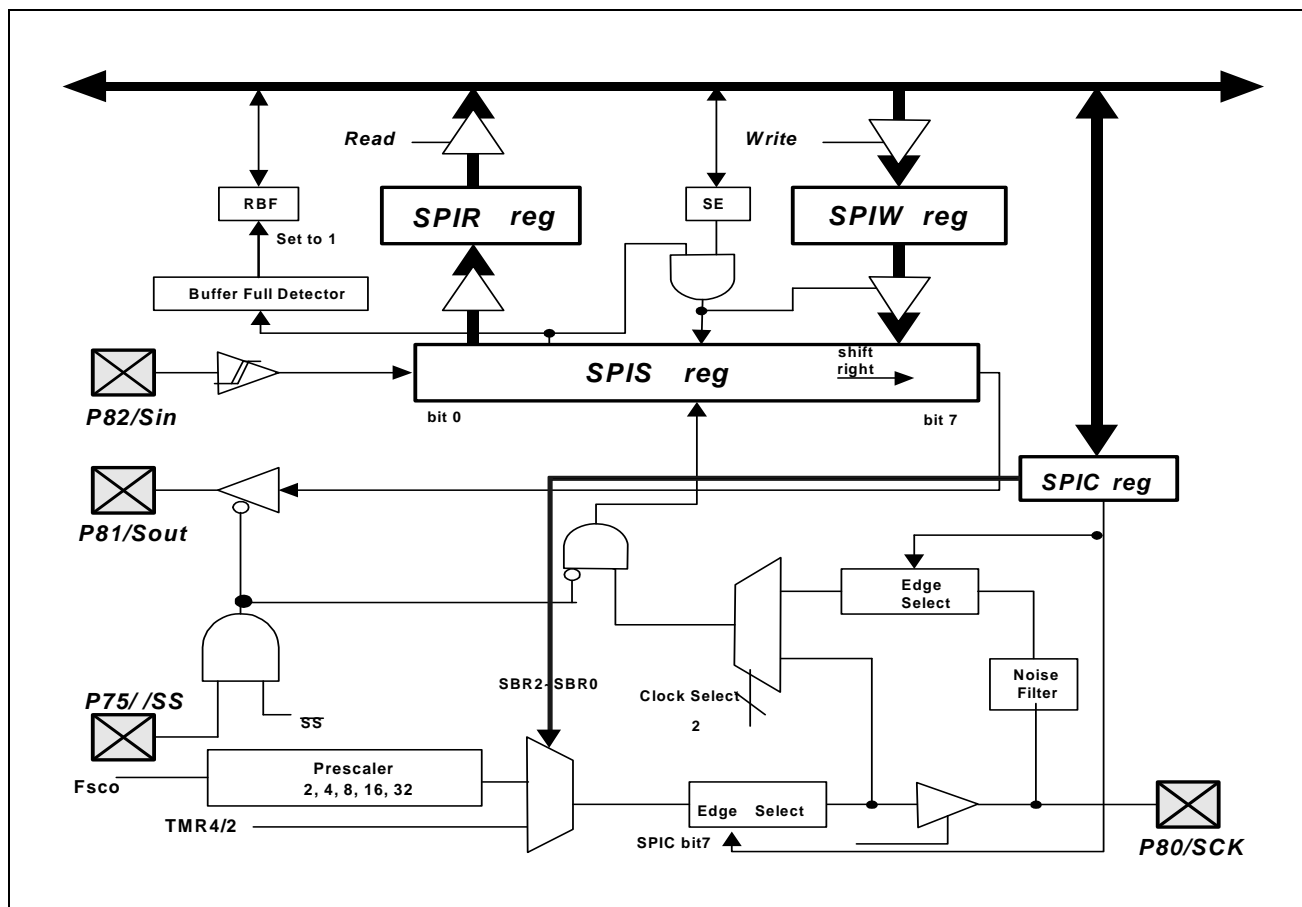 Read
Write
RBF
SPIR reg
SE
SPIW reg
Set to 1
Buffer Full Detector
SPIS reg
shift
right
P82/Sin
bit 0
bit 7
SPIC reg
P81/Sout
Edge
Select
P75/ /SS
SBR2-SBR0
Clock Select
2
Noise
Filter
SS
Fsco
Prescaler
2, 4, 8, 16, 32
TMR4/2
Edge Select
SPIC bit7
P80/SCK